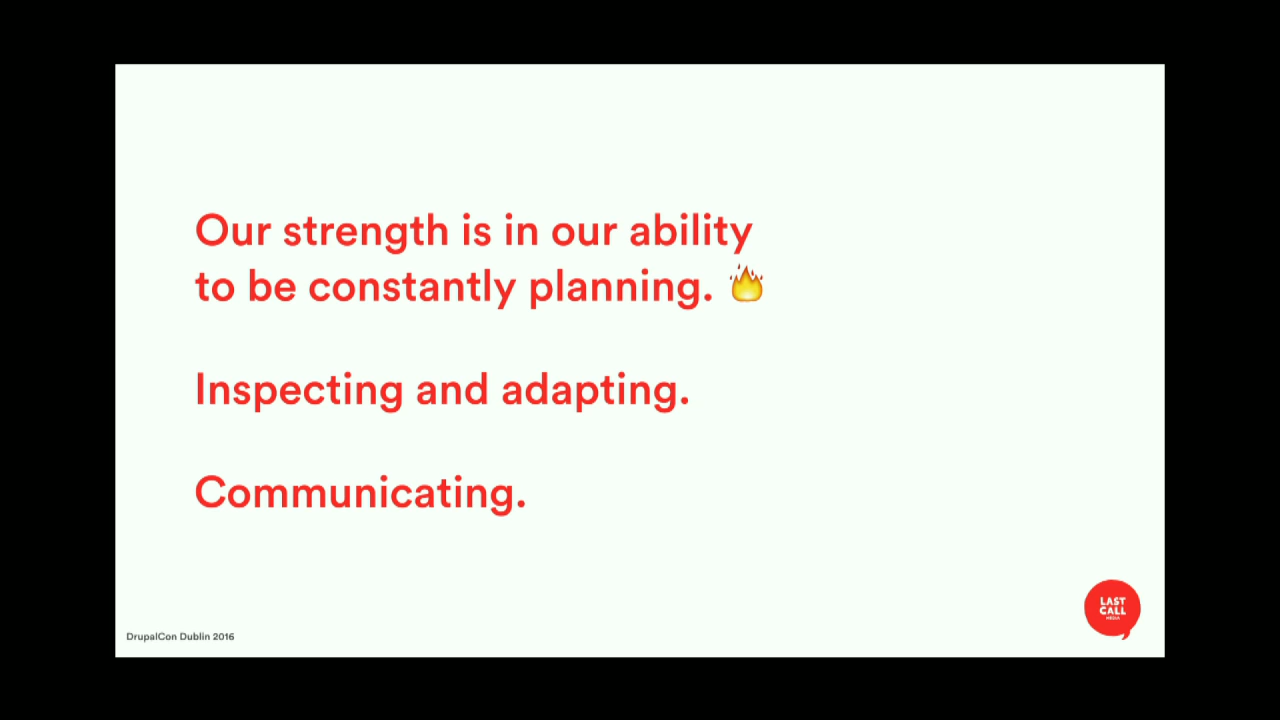 Our strength is in our ability
to be constantly planning. 🔥
Inspecting and adapting.
Communicating.
DrupalCon Dublin 2016
LAST
CALL
MEDIA